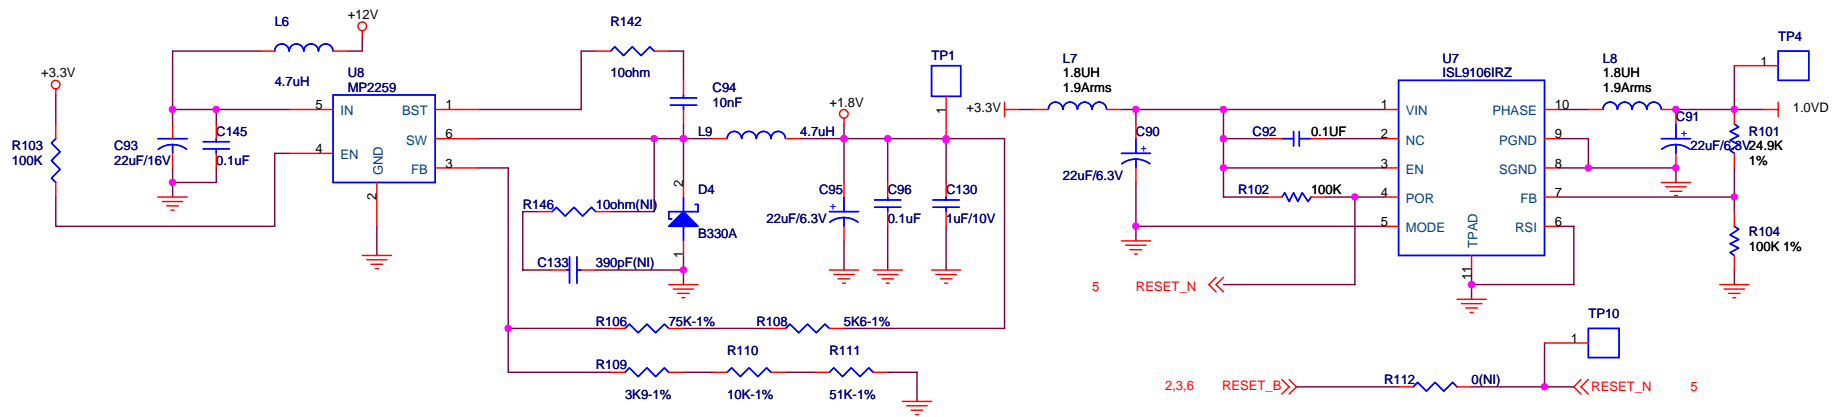 +12V
L6
4.7uH
+3.3V
R103
100K
C93
22uF/16V
C145
0.1uF
U8
MP2259
5 IN
4 EN
GND
2
BST 1
SW 6
FB 3
R142
10ohm
C94
10nF
L9 4.7uH
R146 10ohm(NI)
C133 390pF(NI)
2
D4
B330A
1
+1.8V
TP1
1
C95
22uF/6.3V
C96
0.1uF
C130
1uF/10V
R106 75K-1%
R108 5K6-1%
R109
3K9-1%
R110
10K-1%
R111
51K-1%
+3.3V
L7
1.8UH
1.9Arms
C90
22uF/6.3V
C92 0.1UF
R102 100K
5 RESET_N
U7
ISL9106IRZ
1 VIN
2 NC
3 EN
4 POR
5 MODE
PHASE 10
PGND 9
SGND 8
FB 7
RSI 6
TPAD
11
L8
1.8UH
1.9Arms
C91
22uF/6.3V
TP4
1
1.0VD
R101
24.9K
1%
R104
100K 1%
TP10
1
2,3,6 RESET_B
R112 0(NI)
RESET_N 5